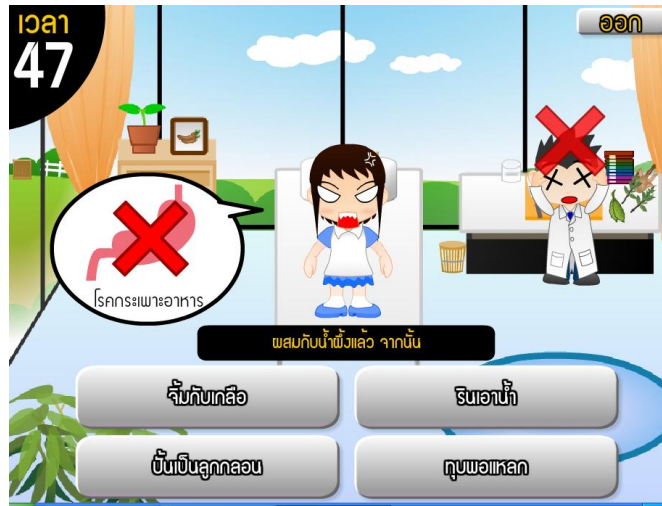 เวลา
47
ออก
โรคกระเพาะอาหาร
ผสมกับน้ำผึ้งแล้ว จากนั้น
จิ้มกับเกลือ
รินเอาน้ำ
ปั้นเป็นลูกกลอน
ทุบพอแหลก